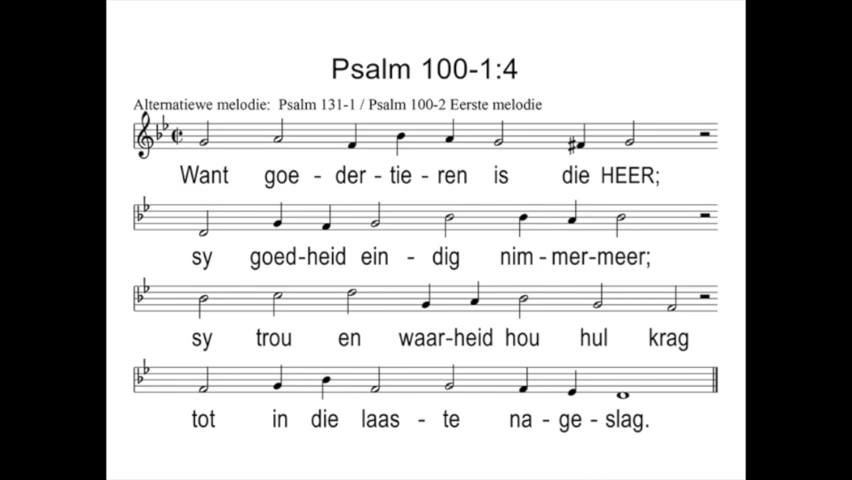 Psalm 100-1:4
Alternatiewe melodie: Psalm 131-1 / Psalm 100-2 Eerste melodie
Want goe - der - tie - ren is die HEER;
sy goed-heid ein - dig nim - mer-meer;
sy trou en waar-heid hou hul krag
tot in die laas - te na - ge - slag.